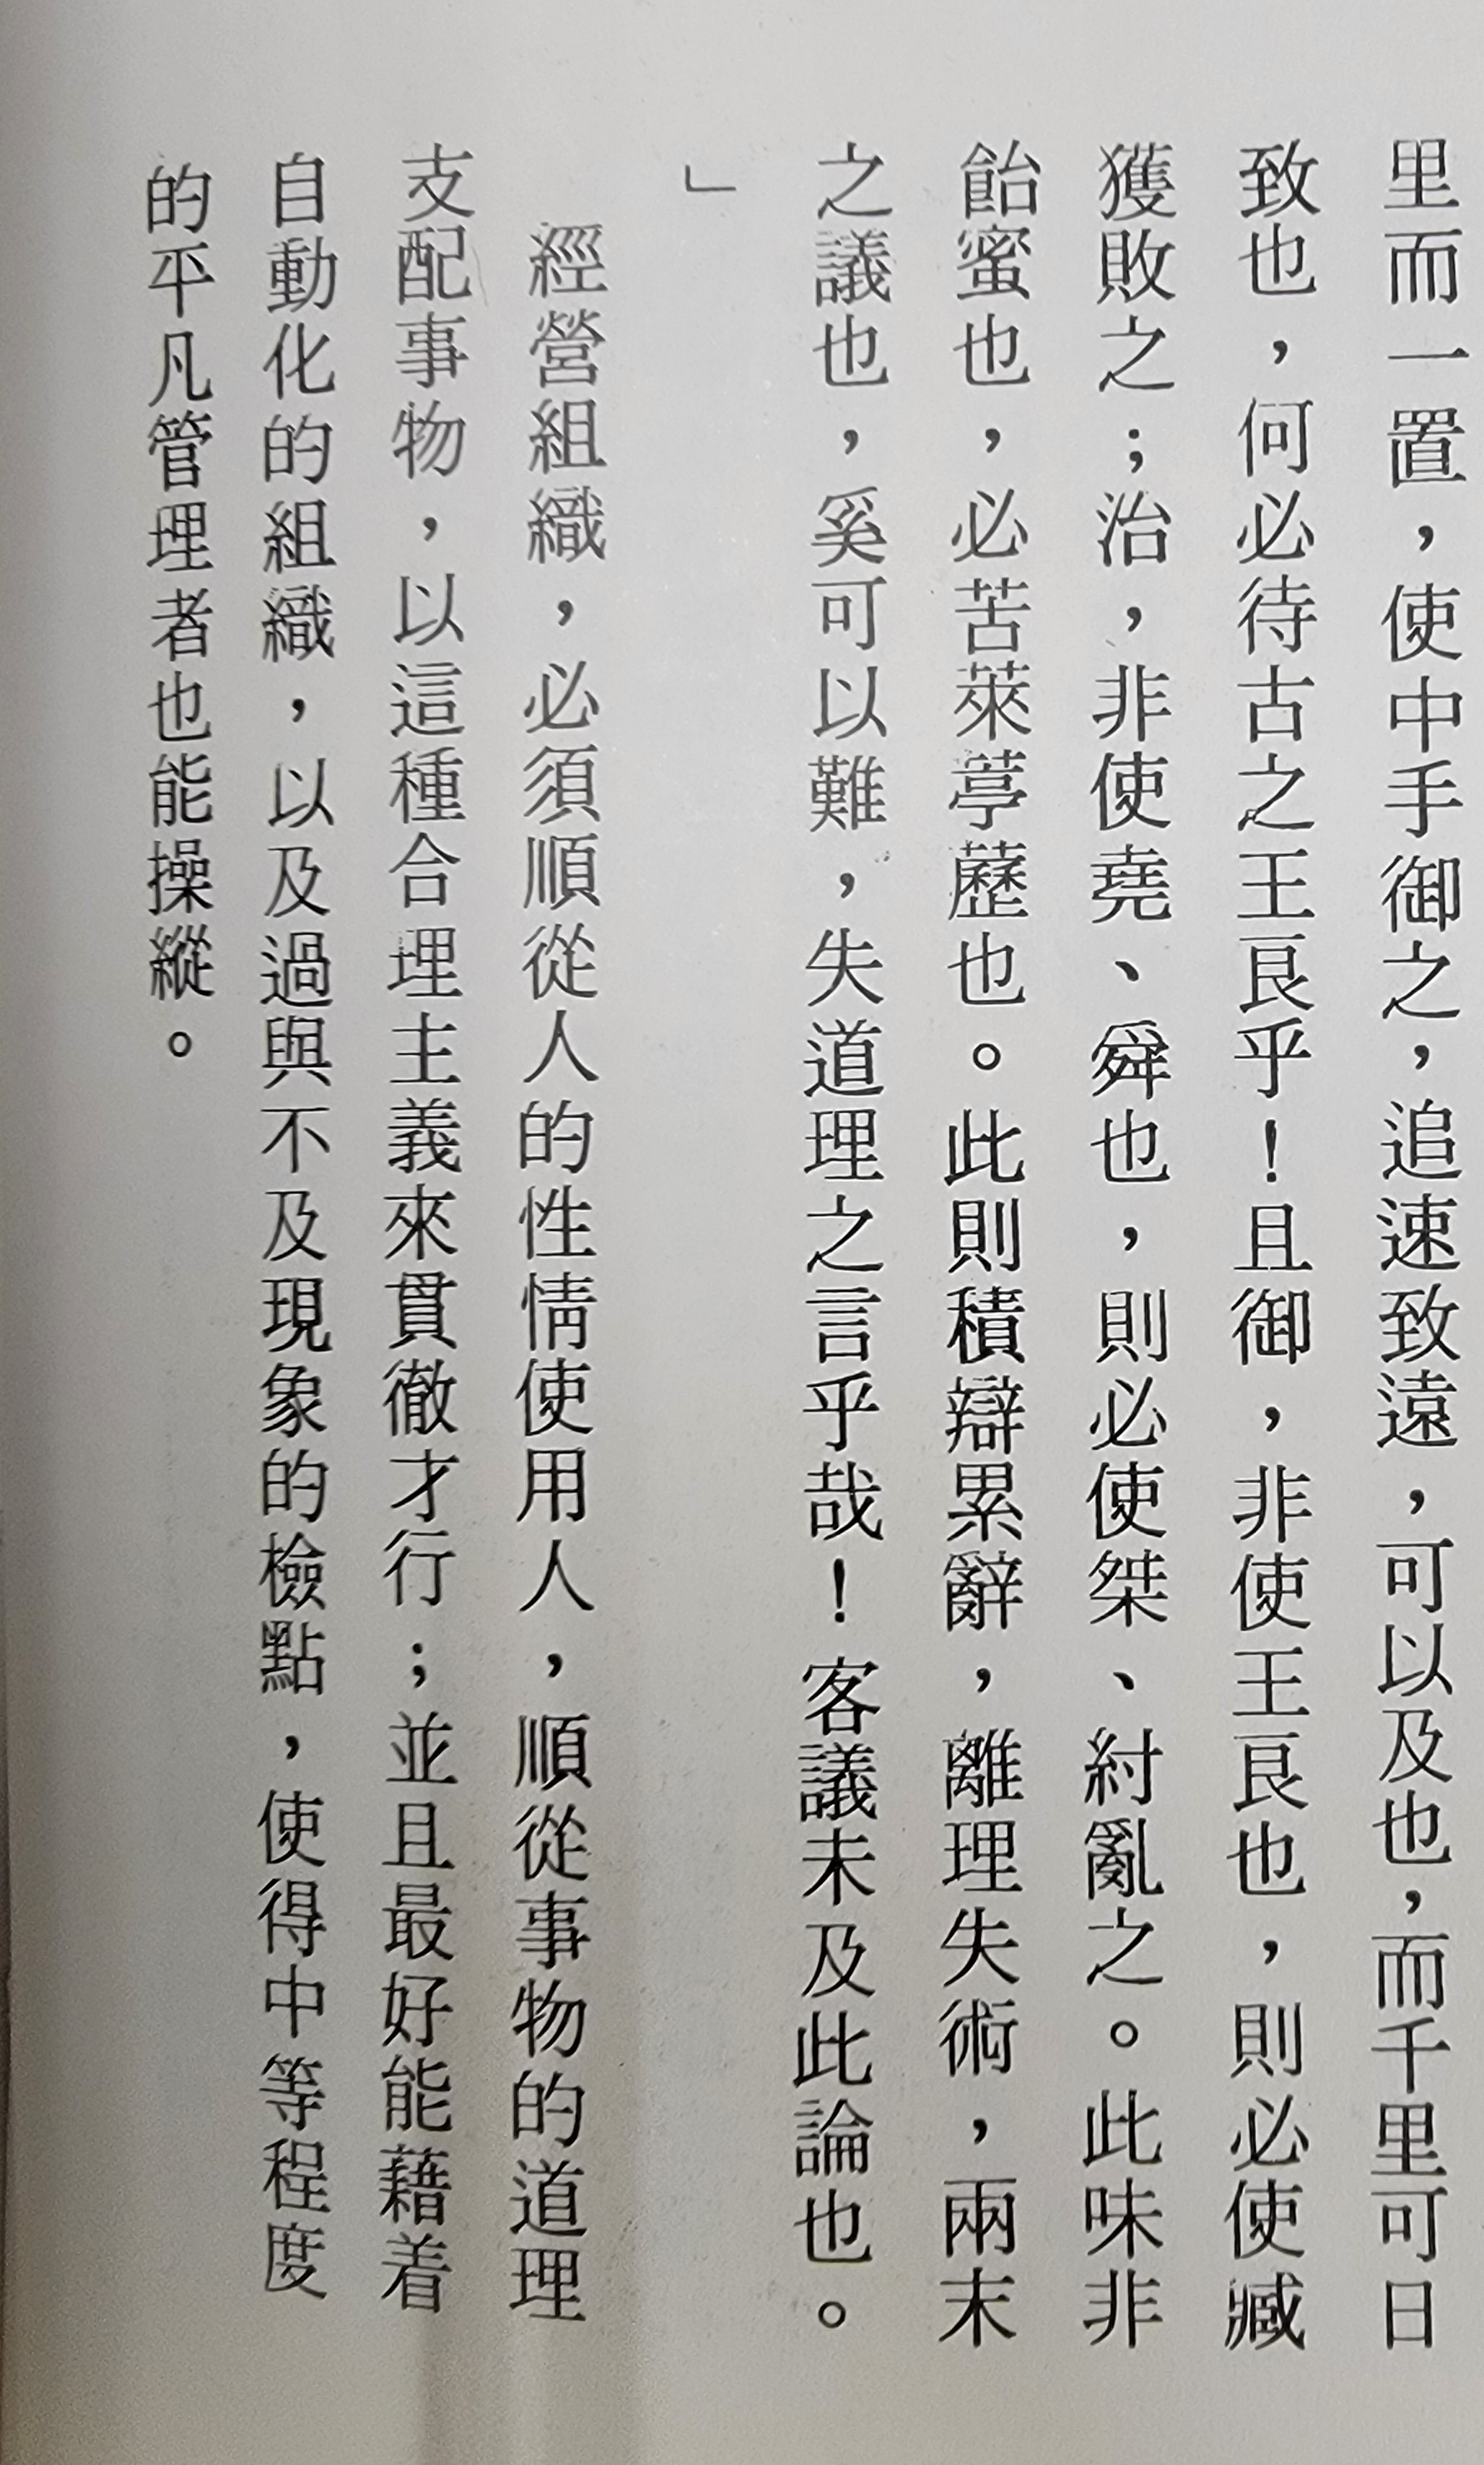 里而一置，使中手御之，追速致遠，可以及也，而千里可日
致也，何必待古之王良乎！且御，非使王良也，則必使臧
獲敗之；治，非使堯、舜也，則必使桀、紂亂之。此味非
飴蜜也，必苦萊葶藶也。此則積辯累辭，離理失術，兩末
之議也，奚可以難，失道理之言乎哉！客議未及此論也。
」
經營組織，必須順從人的性情使用人，順從事物的道理
支配事物，以這種合理主義來貫徹才行；並且最好能藉着
自動化的組織，以及過與不及現象的檢點，使得中等程度
的平凡管理者也能操縱。